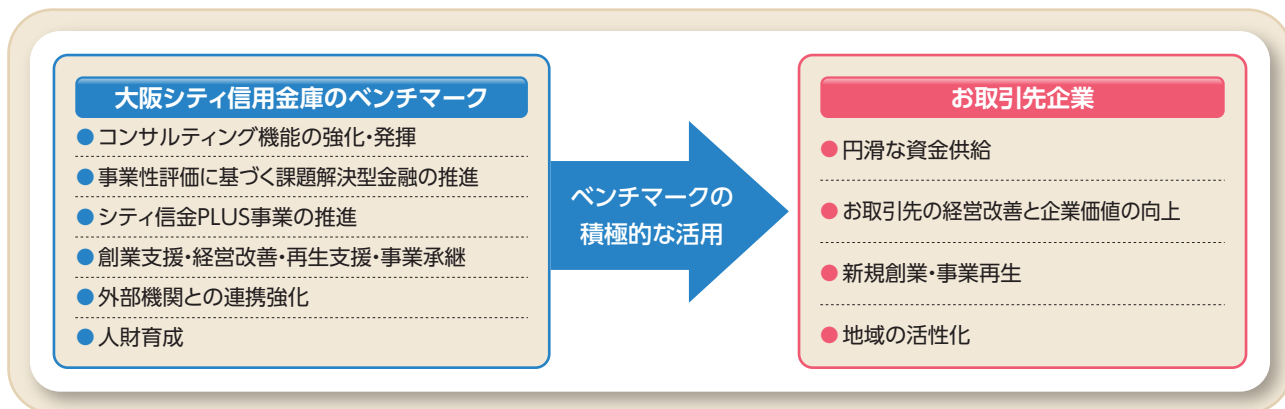 大阪シティ信用金庫のベンチマーク
●コンサルティング機能の強化・発揮
●事業性評価に基づく課題解決型金融の推進
●シティ信金PLUS事業の推進
●創業支援・経営改善・再生支援・事業承継
●外部機関との連携強化
●人財育成
ベンチマークの
積極的な活用
お取引先企業
●円滑な資金供給
●お取引先の経営改善と企業価値の向上
●新規創業・事業再生
●地域の活性化